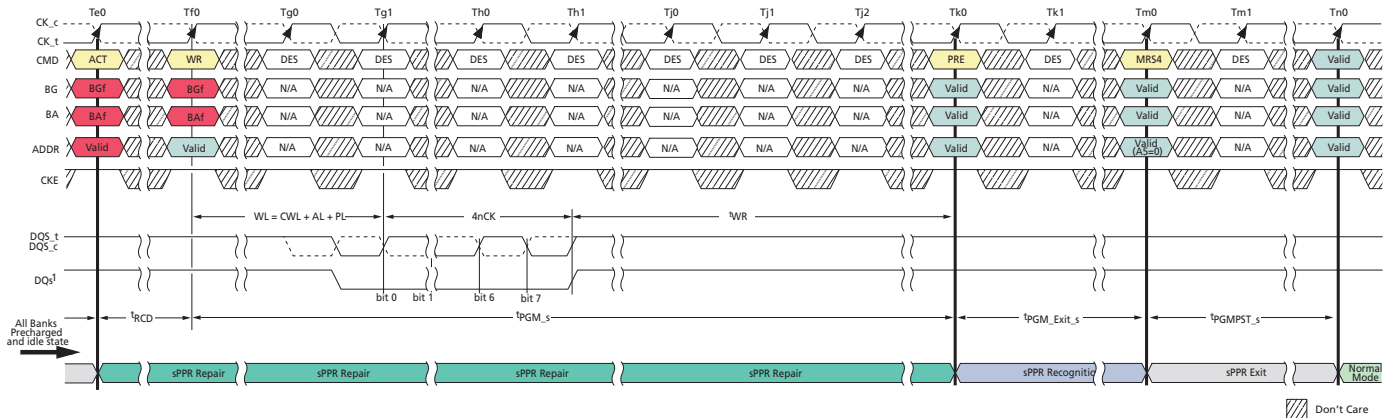 Te0 Tf0 Tg0 Tg1 Th0 Th1 Tj0 Tj1 Tj2 Tk0 Tk1 Tm0 Tm1 Tn0
CK_c
CK_t
CMD ACT WR DES DES DES DES DES DES DES PRE DES MRS4 DES Valid
BG BGf BGf N/A N/A N/A N/A N/A N/A N/A Valid N/A Valid N/A Valid
BA BAf BAf N/A N/A N/A N/A N/A N/A N/A Valid N/A Valid N/A Valid
ADDR Valid Valid N/A N/A N/A N/A N/A N/A N/A Valid N/A Valid (A5=0) N/A Valid
CKE
WL = CWL + AL + PL 4nCK tWR
DQS_t
DQS_c
DQs1
bit 0 bit 1 bit 6 bit 7
tRCD tPGM_s tPGM_Exit_s tPGMPST_s
All Banks
Precharged
and idle state
sPPR Repair sPPR Repair sPPR Repair sPPR Repair sPPR Recognitic sPPR Exit Normal Mode
Don't Care